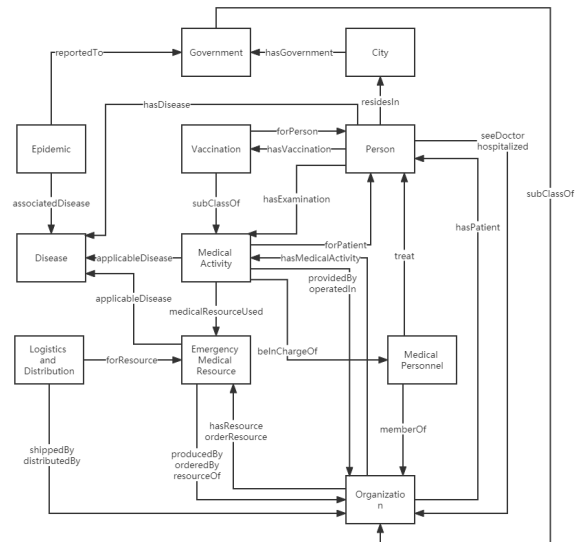 reportedTo
Government
hasGovernment
City
subClassOf
hasDisease
residesIn
Epidemic
Vaccination
forPerson
hasVaccination
Person
seeDoctor
hospitalized
associatedDisease
subClassOf
hasExamination
hasPatient
Disease
applicableDisease
Medical
Activity
forPatient
hasMedicalActivity
providedBy
operatedIn
treat
applicableDisease
medicalResourceUsed
Logistics
and
Distribution
forResource
Emergency
Medical
Resource
beInChargeOf
Medical
Personnel
shippedBy
distributedBy
producedBy
orderedBy
resourceOf
hasResource
orderResource
memberOf
Organizatio
n